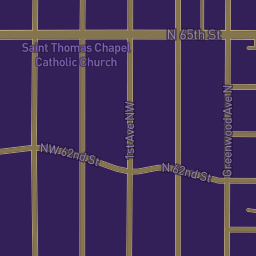 N 65th St
Saint Thomas Chapel
Catholic Church
1st Ave NW
Greenwood Ave N
NW 62nd St
N 62nd St